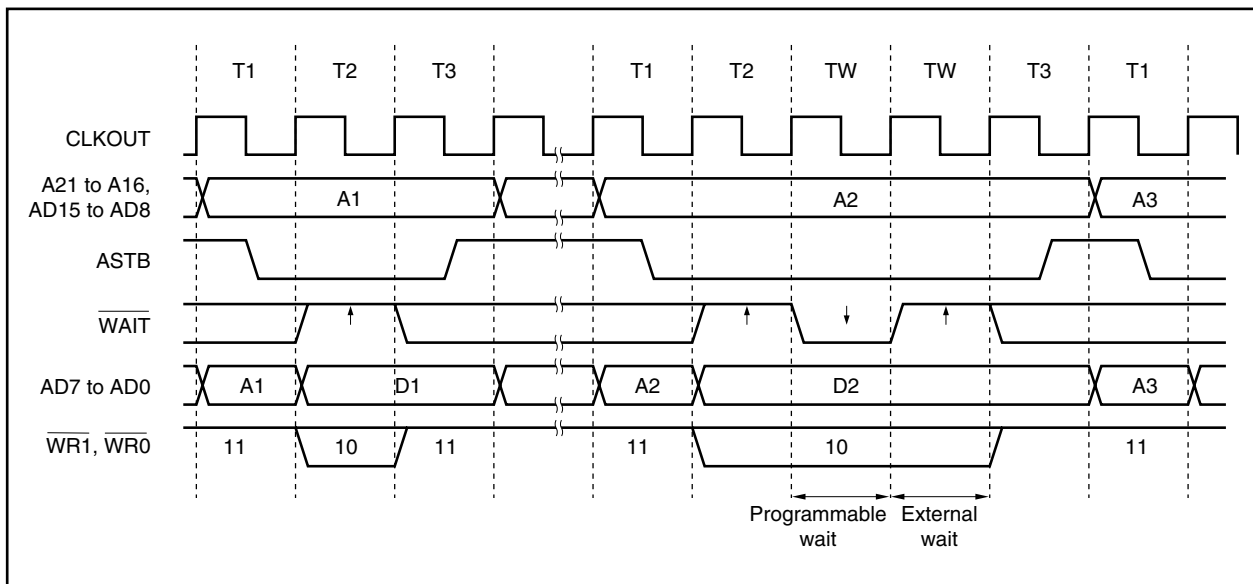 T1 T2 T3 T1 T2 TW TW T3 T1
CLKOUT
A21 to A16,
AD15 to AD8
A1 A2 A3
ASTB
WAIT
AD7 to AD0 A1 D1 A2 D2 A3
WR1, WR0 11 10 11 11 10 11
Programmable
wait
External
wait